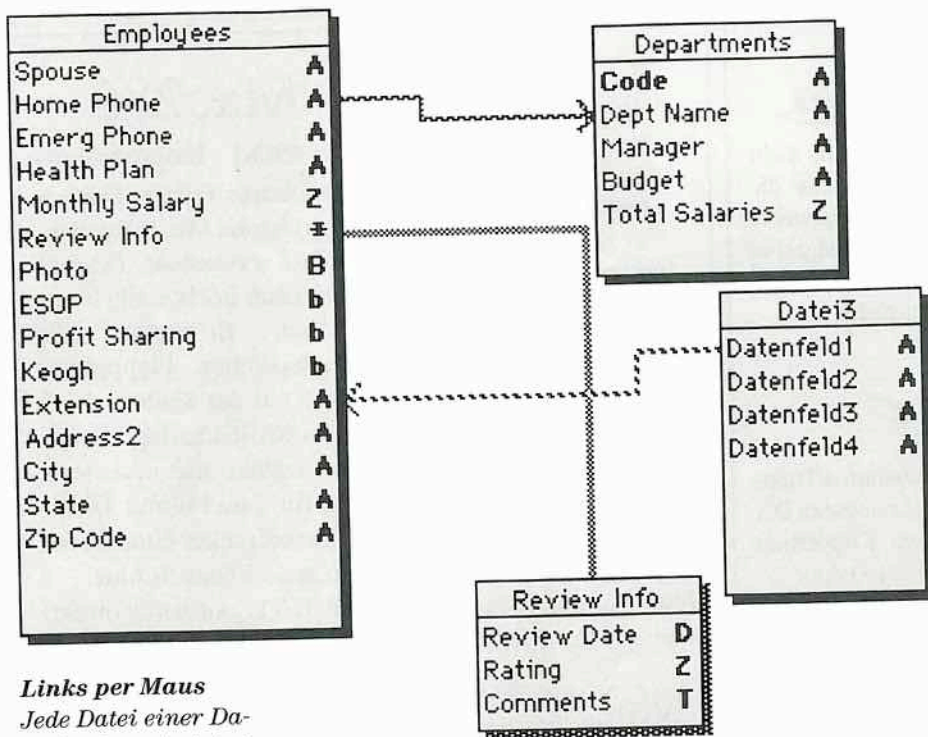 Employees
Spouse A
Home Phone A
Emerg Phone A
Health Plan A
Monthly Salary Z
Review Info *
Photo B
ESOP b
Profit Sharing b
Keogh b
Extension A
Address2 A
City A
State A
Zip Code A
Departments
Code A
Dept Name A
Manager A
Budget A
Total Salaries Z
Datei3
Datenfeld1 A
Datenfeld2 A
Datenfeld3 A
Datenfeld4 A
Review Info
Review Date D
Rating Z
Comments T
Links per Maus
Jede Datei einer Da-